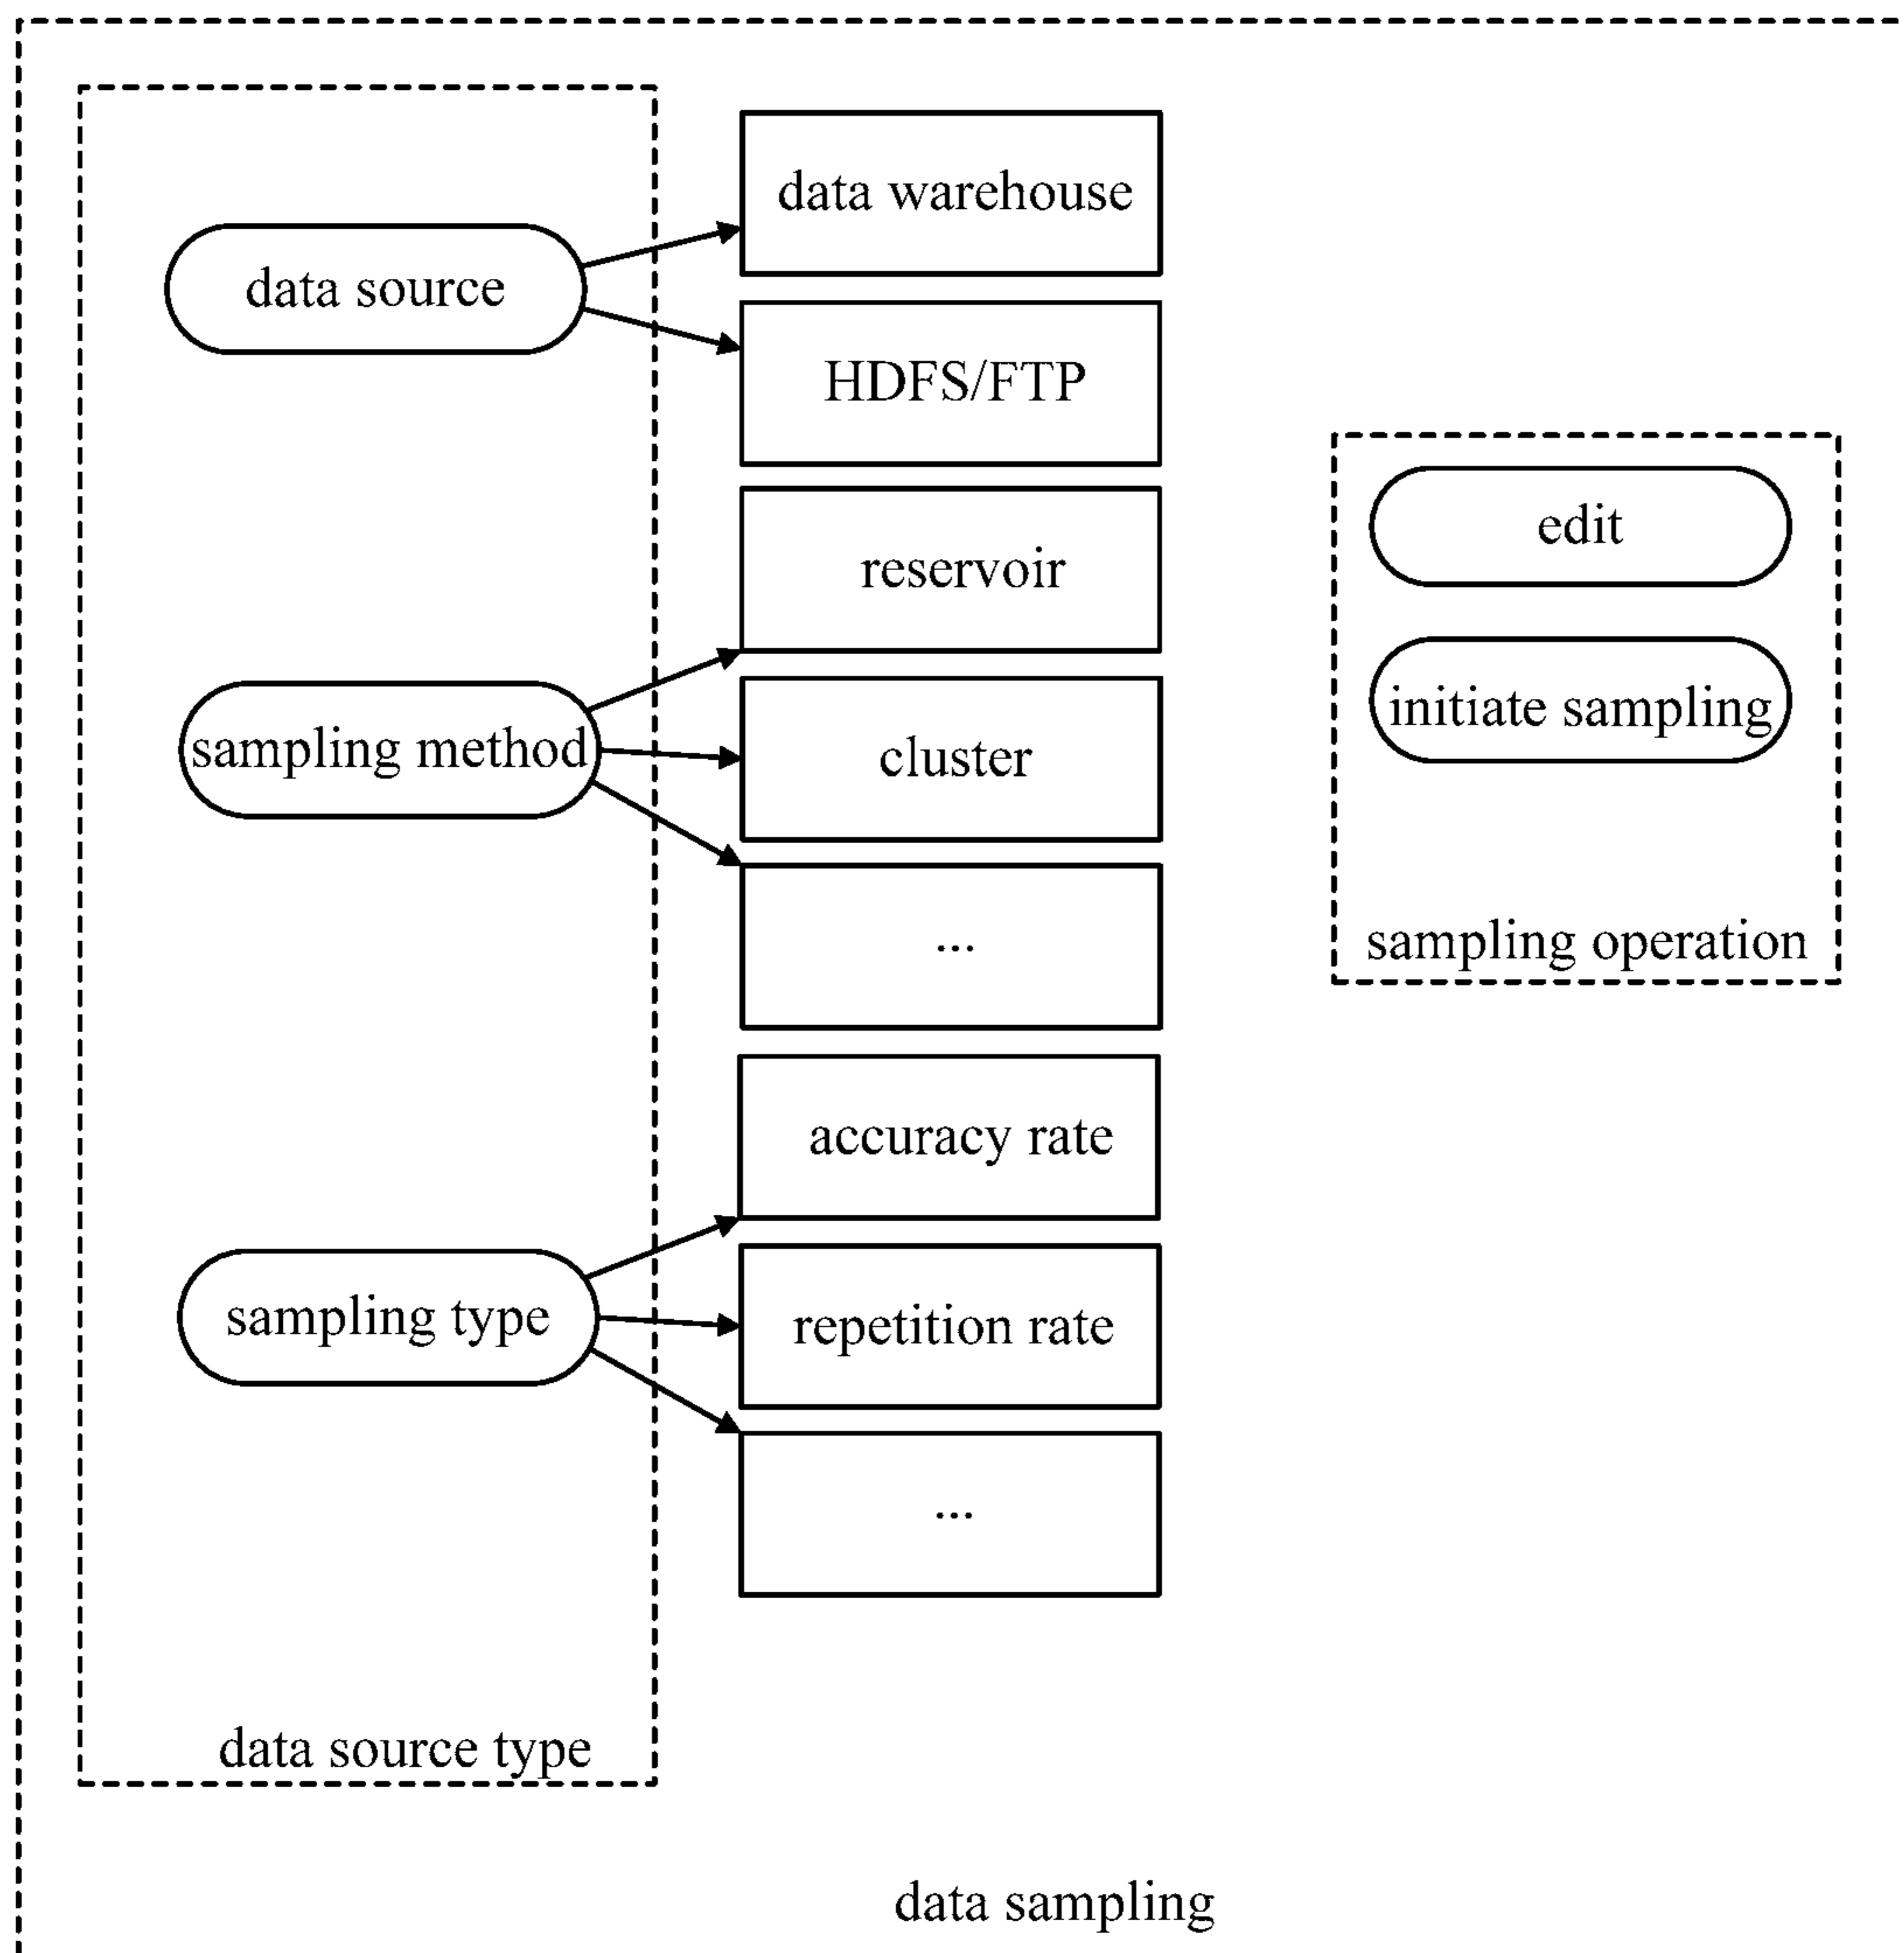 data source
data warehouse
HDFS/FTP
sampling method
reservoir
cluster
...
sampling type
accuracy rate
repetition rate
...
data source type
edit
initiate sampling
sampling operation
data sampling